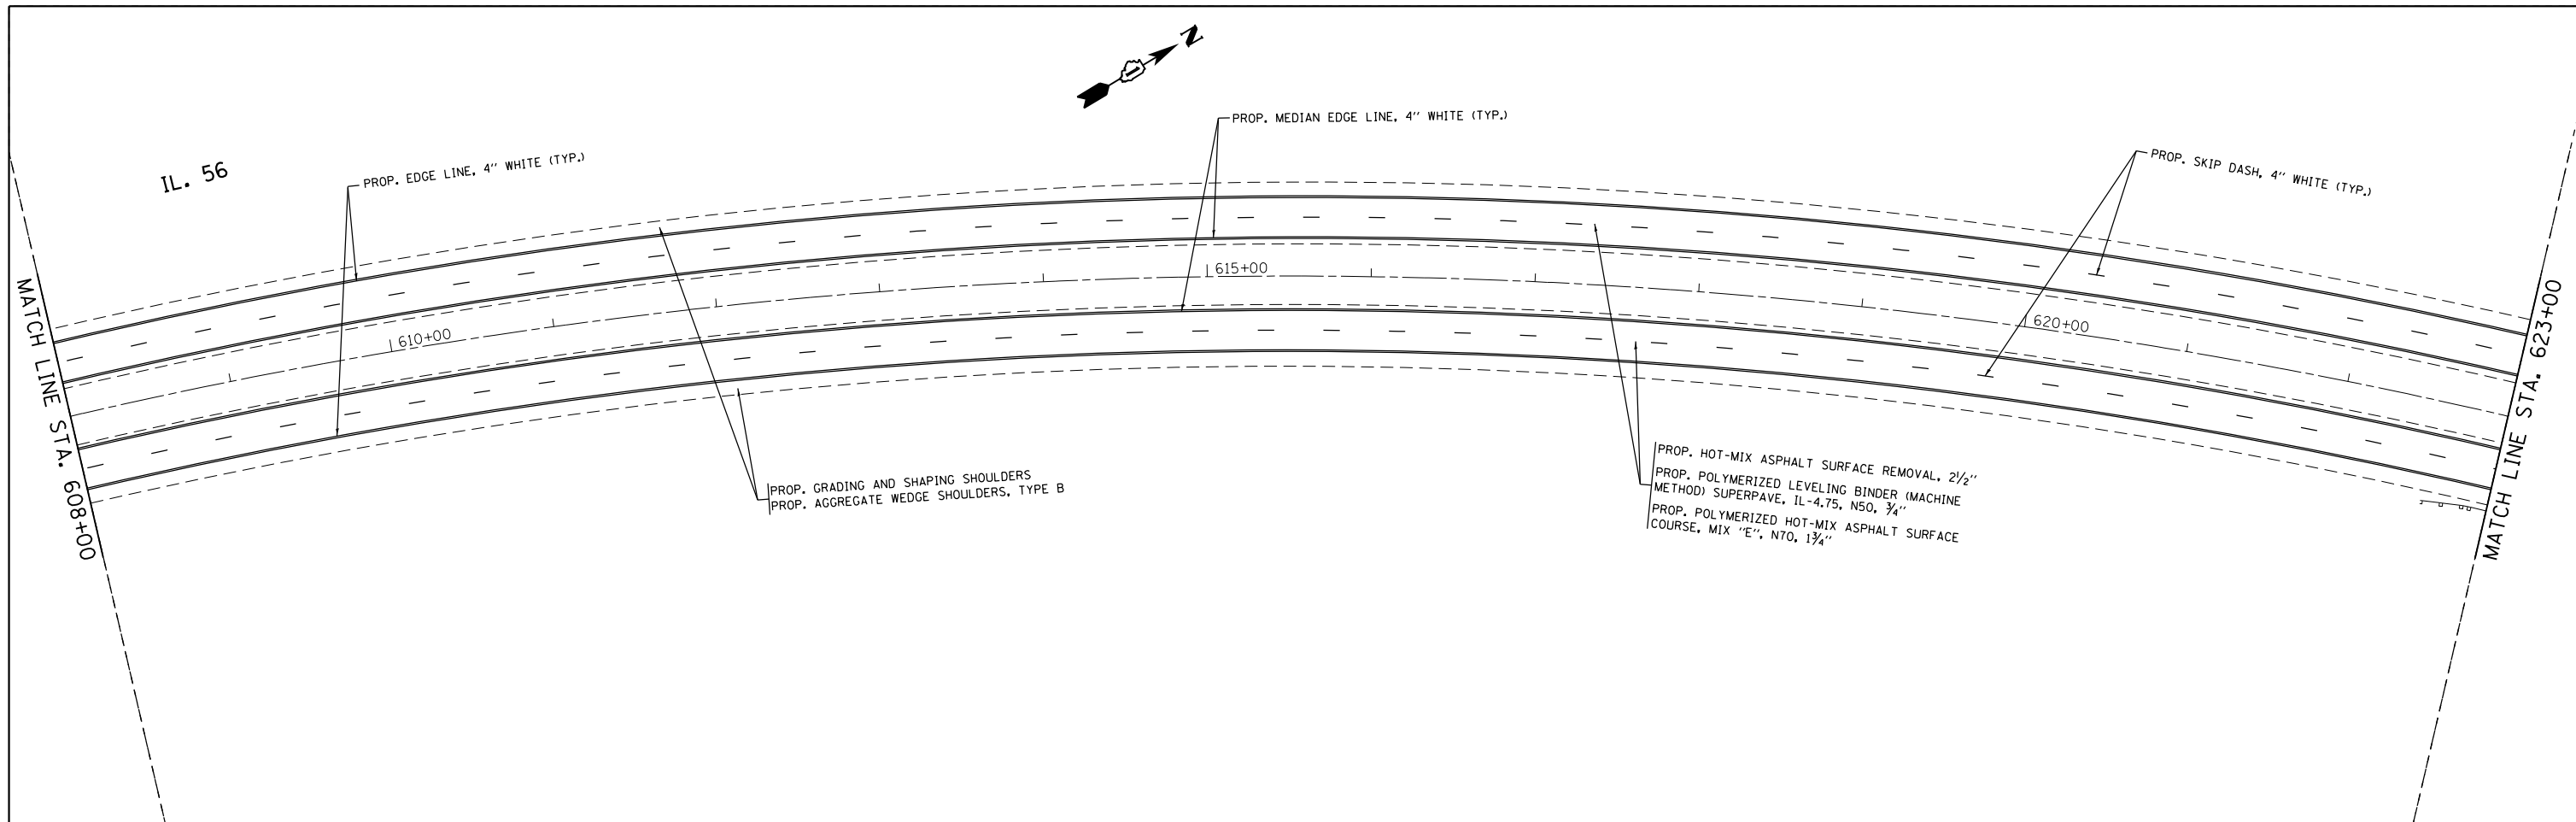 N
IL. 56
PROP. EDGE LINE, 4" WHITE (TYP.)
PROP. MEDIAN EDGE LINE, 4" WHITE (TYP.)
PROP. SKIP DASH, 4" WHITE (TYP.)
MATCH LINE STA. 608+00
610+00
615+00
620+00
MATCH LINE STA. 623+00
PROP. GRADING AND SHAPING SHOULDERS
PROP. AGGREGATE WEDGE SHOULDERS, TYPE B
PROP. HOT-MIX ASPHALT SURFACE REMOVAL, 2½"
PROP. POLYMERIZED LEVELING BINDER (MACHINE
METHOD) SUPERPAVE, IL-4.75, N50, ¾"
PROP. POLYMERIZED HOT-MIX ASPHALT SURFACE
COURSE, MIX "E", N70, 1¾"